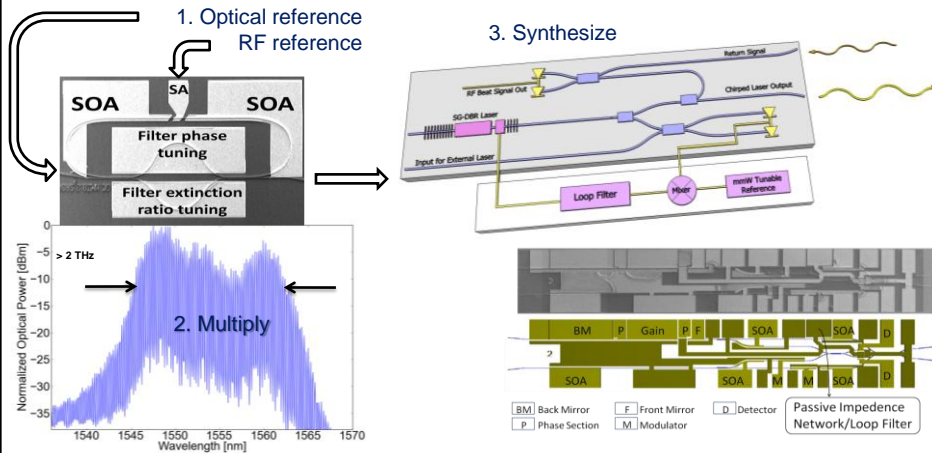 1. Optical reference
RF reference
3. Synthesize
SOA
SA
SOA
Filter phase
tuning
Filter extinction
ratio tuning
Return Signal
RF Beat Signal Out
Chirped Laser Output
SG-DBR Laser
Input for External Laser
Loop Filter
Mixer
mmW Tunable
Reference
Normalized Optical Power [dBm]
0
-5
-10
-15
-20
-25
-30
-35
> 2 THz
2. Multiply
1540
1545
1550
1555
1560
1565
1570
Wavelength [nm]
2
BM
P
Gain
P
F
SOA
SOA
D
2
SOA
SOA
M
M
SOA
D
BM Back Mirror
F Front Mirror
D Detector
P Phase Section
M Modulator
Passive Impedence
Network/Loop Filter